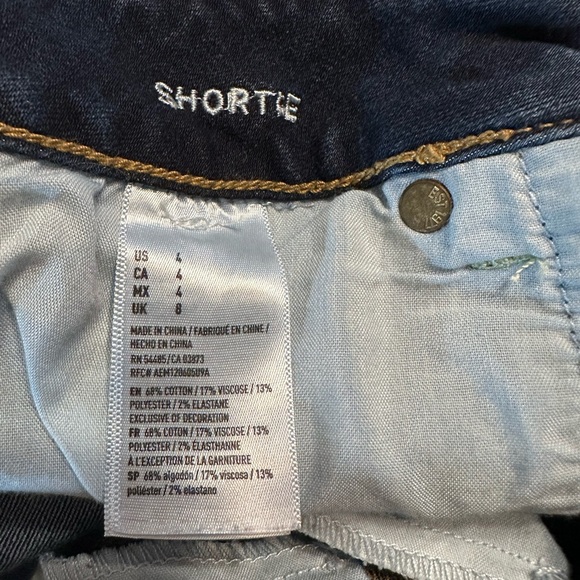 SHORTIE
US 4
CA 4
MX 4
UK 8
MADE IN CHINA / FABRIQUÉ EN CHINE /
HECHO EN CHINA
RN 54485/CA 03873
RFC# AEM12060509A
EN 68% COTTON / 17% VISCOSE / 13%
POLYESTER / 2% ELASTANE
EXCLUSIVE OF DECORATION
FR 68% COTON / 17% VISCOSE / 13%
POLYESTER / 2% ÉLASTHANNE
À L'EXCEPTION DE LA GARNITURE
SP 68% algodón / 17% viscosa / 13%
poliéster / 2% elastano